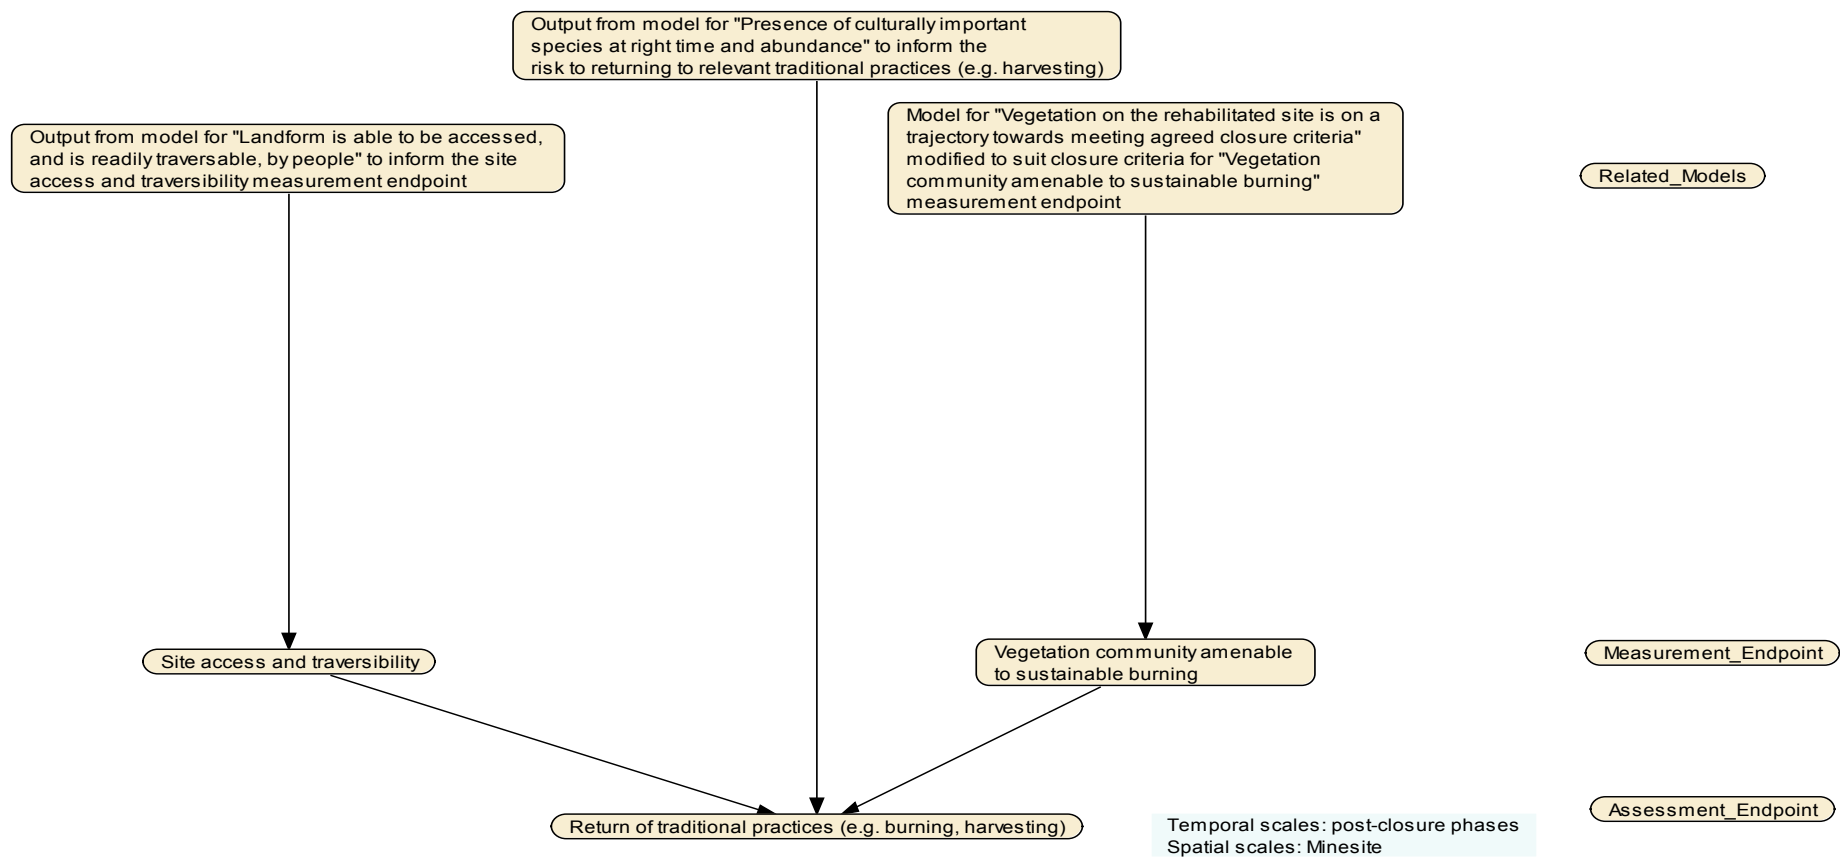 Output from model for "Presence of culturally important
species at right time and abundance" to inform the
risk to returning to relevant traditional practices (e.g. harvesting)
Output from model for "Landform is able to be accessed,
and is readily traversable, by people" to inform the site
access and traversibility measurement endpoint
Model for "Vegetation on the rehabilitated site is on a
trajectory towards meeting agreed closure criteria"
modified to suit closure criteria for "Vegetation
community amenable to sustainable burning"
measurement endpoint
Related_Models
Site access and traversibility
Vegetation community amenable
to sustainable burning
Measurement_Endpoint
Return of traditional practices (e.g. burning, harvesting)
Temporal scales: post-closure phases
Spatial scales: Minesite
Assessment_Endpoint